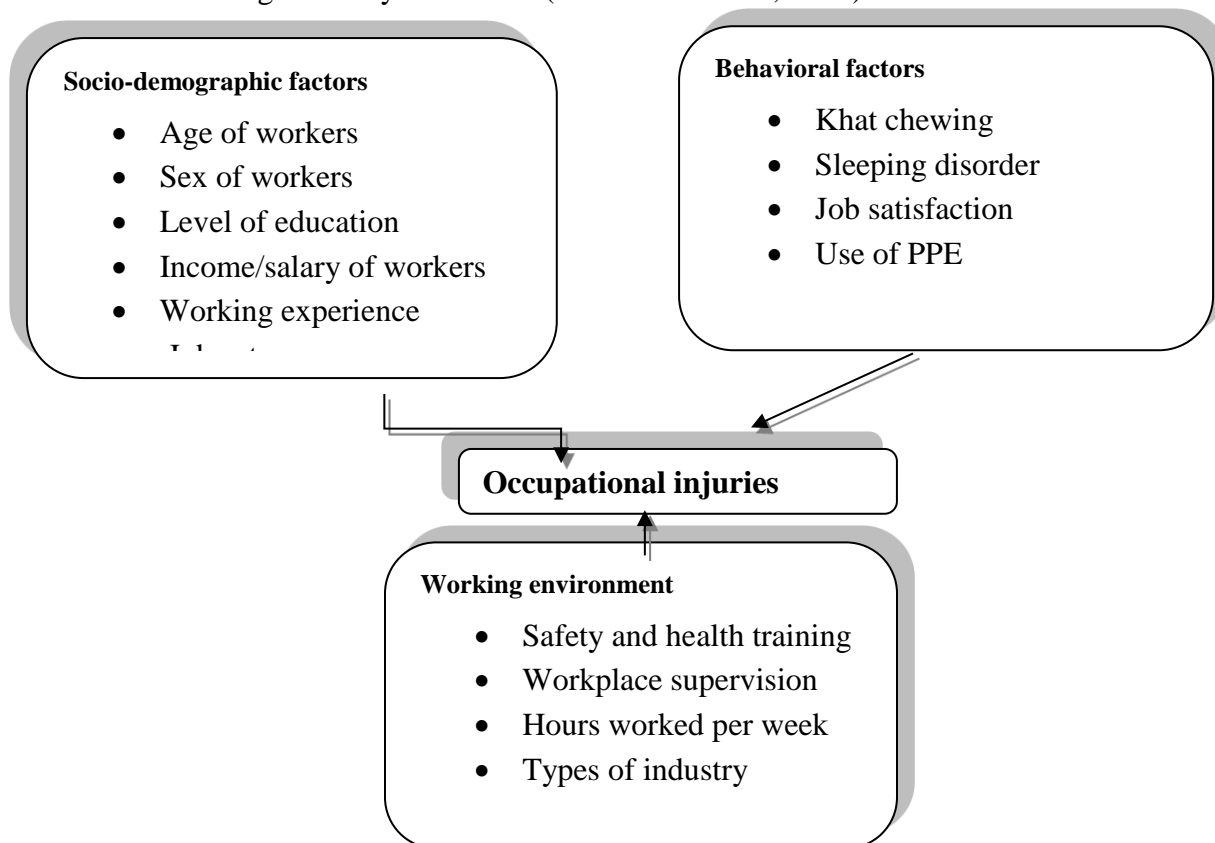 Socio-demographic factors
• Age of workers
• Sex of workers
• Level of education
• Income/salary of workers
• Working experience
Behavioral factors
• Khat chewing
• Sleeping disorder
• Job satisfaction
• Use of PPE
Occupational injuries
Working environment
• Safety and health training
• Workplace supervision
• Hours worked per week
• Types of industry